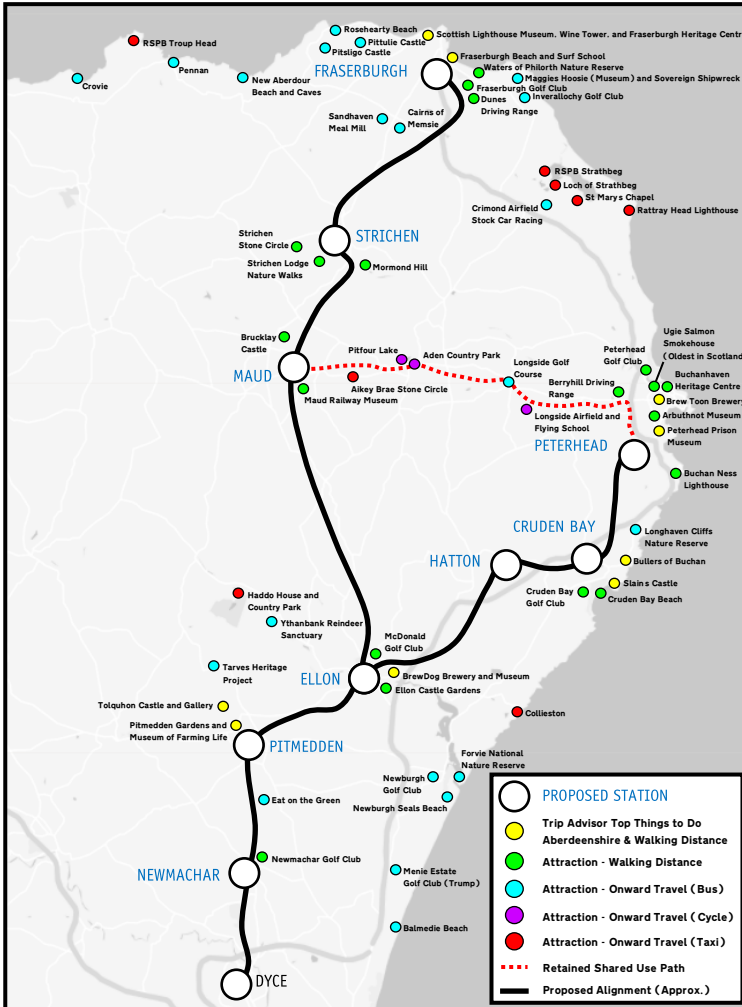 Rosehearty Beach
Scottish Lighthouse Museum. Wine Tower. and Fraserburgh Heritage Centr
RSPB Troup Head
Pittulie Castle
Pitsligo Castle
Fraserburgh Beach and Surf School
Pennan
Waters of Philorth Nature Reserve
FRASERBURGH
Crovie
New Aberdour
Beach and Caves
Maggies Hoosie (Museum) and Sovereign Shipwreck
Fraserburgh Golf Club
Dunes
Driving Range
Inverallochy Golf Club
Sandhaven
Meal Mill
Cairns of
Memsie
RSPB Strathbeg
Loch of Strathbeg
St Marys Chapel
Crimond Airfield
Stock Car Racing
Rattray Head Lighthouse
Strichen
Stone Circle
STRICHEN
Strichen Lodge
Nature Walks
Mormond Hill
Brucklay
Castle
Ugie Salmon
Smokehouse
(Oldest in Scotland
Peterhead
Golf Club
Pitfour Lake
Aden Country Park
Longside Golf
Course
Buchanhaven
Heritage Centre
MAUD
Maud Railway Museum
Aikey Brae Stone Circle
Berryhill Driving
Range
Brew Toon Brewery
Longside Airfield and
Flying School
Arbuthnot Museum
Peterhead Prison
Museum
PETERHEAD
Buchan Ness
Lighthouse
CRUDEN BAY
Longhaven Cliffs
Nature Reserve
HATTON
Bullers of Buchan
Slains Castle
Cruden Bay
Golf Club
Cruden Bay Beach
Haddo House and
Country Park
Ythanbank Reindeer
Sanctuary
McDonald
Golf Club
Tarves Heritage
Project
ELLON
BrewDog Brewery and Museum
Ellon Castle Gardens
Tolquhon Castle and Gallery
Collieston
Pitmedden Gardens and
Museum of Farming Life
PITMEDDEN
Forvie National
Nature Reserve
Newburgh
Golf Club
Newburgh Seals Beach
Eat on the Green
Newmachar Golf Club
NEWMACHAR
Menie Estate
Golf Club (Trump)
Balmedie Beach
DYCE
PROPOSED STATION
Trip Advisor Top Things to Do
Aberdeenshire & Walking Distance
Attraction - Walking Distance
Attraction - Onward Travel (Bus)
Attraction - Onward Travel (Cycle)
Attraction - Onward Travel (Taxi)
Retained Shared Use Path
Proposed Alignment (Approx.)